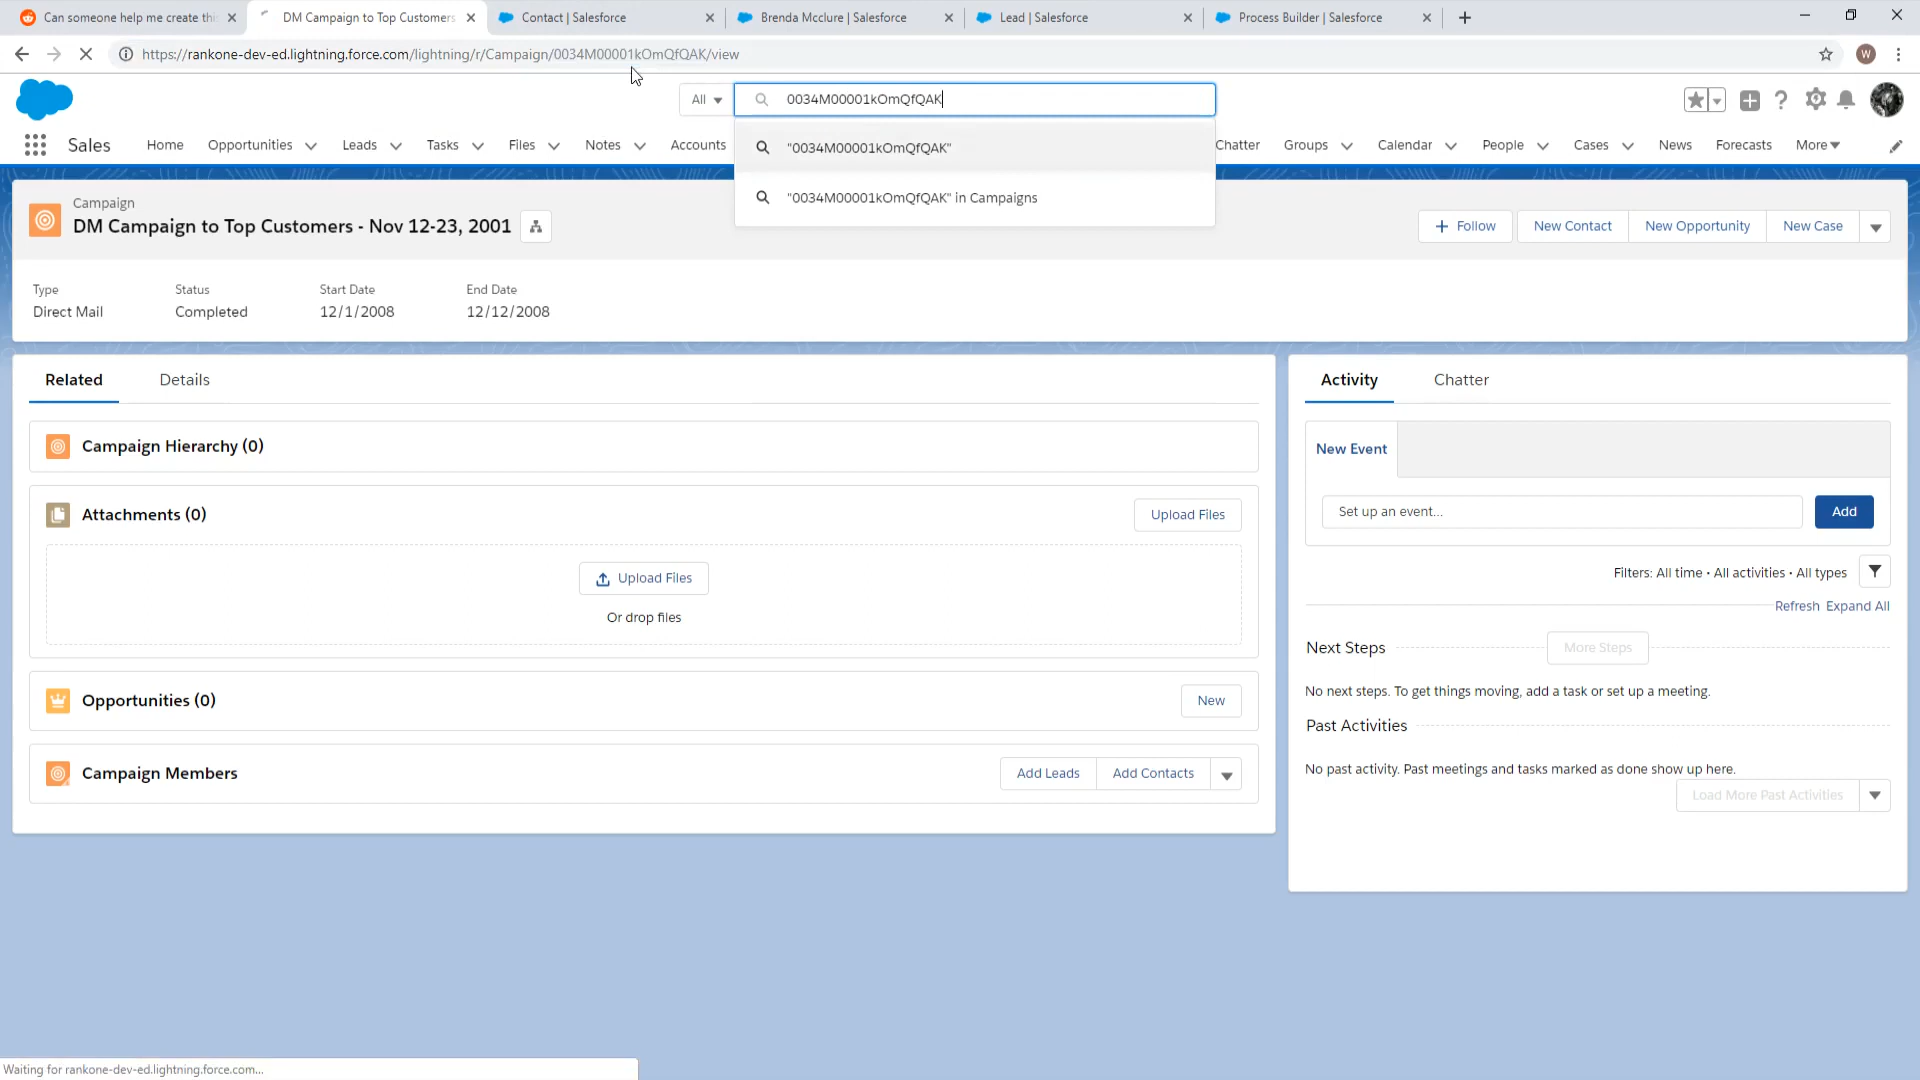 Can someone help me create thi
DM Campaign to Top Customers
Contact | Salesforce
Brenda Mcclure | Salesforce
Lead | Salesforce
Process Builder | Salesforce
https://rankone-dev-ed.lightning.force.com/lightning/r/Campaign/0034M00001kOmQfQAK/view
W
All
0034M00001kOmQfQAK
Sales
Home
Opportunities
Leads
Tasks
Files
Notes
Accounts
Chatter
Groups
Calendar
People
Cases
News
Forecasts
More
"0034M00001kOmQfQAK"
"0034M00001kOmQfQAK" in Campaigns
Campaign
DM Campaign to Top Customers - Nov 12-23, 2001
Follow
New Contact
New Opportunity
New Case
Type
Direct Mail
Status
Completed
Start Date
12/1/2008
End Date
12/12/2008
Related
Details
Campaign Hierarchy (0)
Attachments (0)
Upload Files
Upload Files
Or drop files
Opportunities (0)
New
Campaign Members
Add Leads
Add Contacts
Activity
Chatter
New Event
Set up an event...
Add
Filters: All time • All activities • All types
Refresh
Expand All
Next Steps
More Steps
No next steps. To get things moving, add a task or set up a meeting.
Past Activities
No past activity. Past meetings and tasks marked as done show up here.
Load More Past Activities
Waiting for rankone-dev-ed.lightning.force.com...